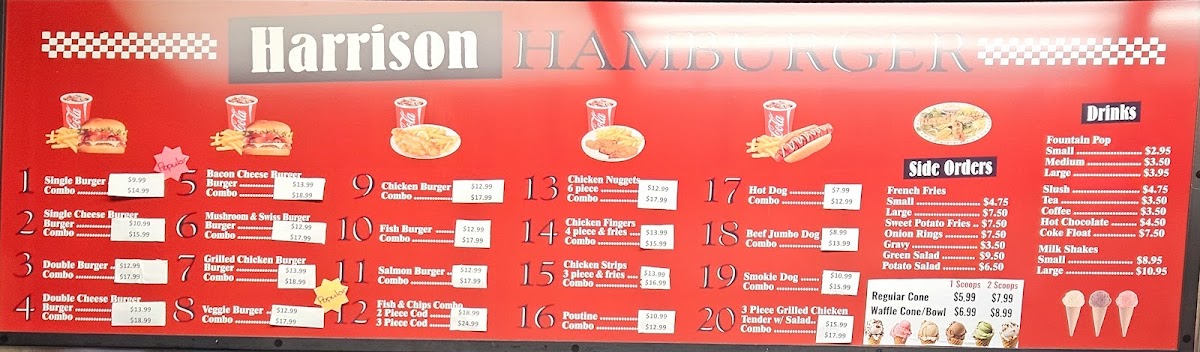 Harrison HAMBURGER
Popular
1 Single Burger $9.99
Combo ........ $14.99
2 Single Cheese Burger
Burger ........ $10.99
Combo ........ $15.99
3 Double Burger .. $12.99
Combo ........ $17.99
4 Double Cheese Burger
Burger ........ $13.99
Combo ........ $18.99
5 Bacon Cheese Burger
Burger ........ $13.99
Combo ........ $18.99
6 Mushroom & Swiss Burger
Burger ........ $12.99
Combo ........ $17.99
7 Grilled Chicken Burger
Burger ........ $13.99
Combo ........ $18.99
Popular
8 Veggie Burger .. $12.99
Combo ........ $17.99
9 Chicken Burger $12.99
Combo ........ $17.99
10 Fish Burger ..... $12.99
Combo ........ $17.99
11 Salmon Burger .. $12.99
Combo ........ $17.99
12 Fish & Chips Combo
2 Piece Cod ..... $18.99
3 Piece Cod ..... $24.99
13 Chicken Nuggets
6 piece ........ $12.99
Combo ........ $17.99
14 Chicken Fingers
4 piece & fries .... $13.99
Combo ........ $15.99
15 Chicken Strips
3 piece & fries .... $13.99
Combo ........ $16.99
16 Poutine ........ $10.99
Combo ........ $12.99
17 Hot Dog ........ $7.99
Combo ........ $12.99
18 Beef Jumbo Dog $8.99
Combo ........ $13.99
19 Smokie Dog ..... $10.99
Combo ........ $15.99
20 3 Piece Grilled Chicken
Tender w/ Salad.. $15.99
Combo ........ $17.99
Side Orders
French Fries
Small ........ $4.75
Large ........ $7.50
Sweet Potato Fries .. $7.50
Onion Rings ........ $7.50
Gravy ........ $3.50
Green Salad ........ $9.50
Potato Salad ........ $6.50
1 Scoops 2 Scoops
Regular Cone $5,99 $7,99
Waffle Cone/Bowl $6.99 $8.99
Drinks
Fountain Pop
Small ........ $2.95
Medium ........ $3.50
Large ........ $3.95
Slush ........ $4.75
Tea ........ $3.50
Coffee ........ $3.50
Hot Chocolate ........ $4.50
Coke Float ........ $7.50
Milk Shakes
Small ........ $8.95
Large ........ $10.95